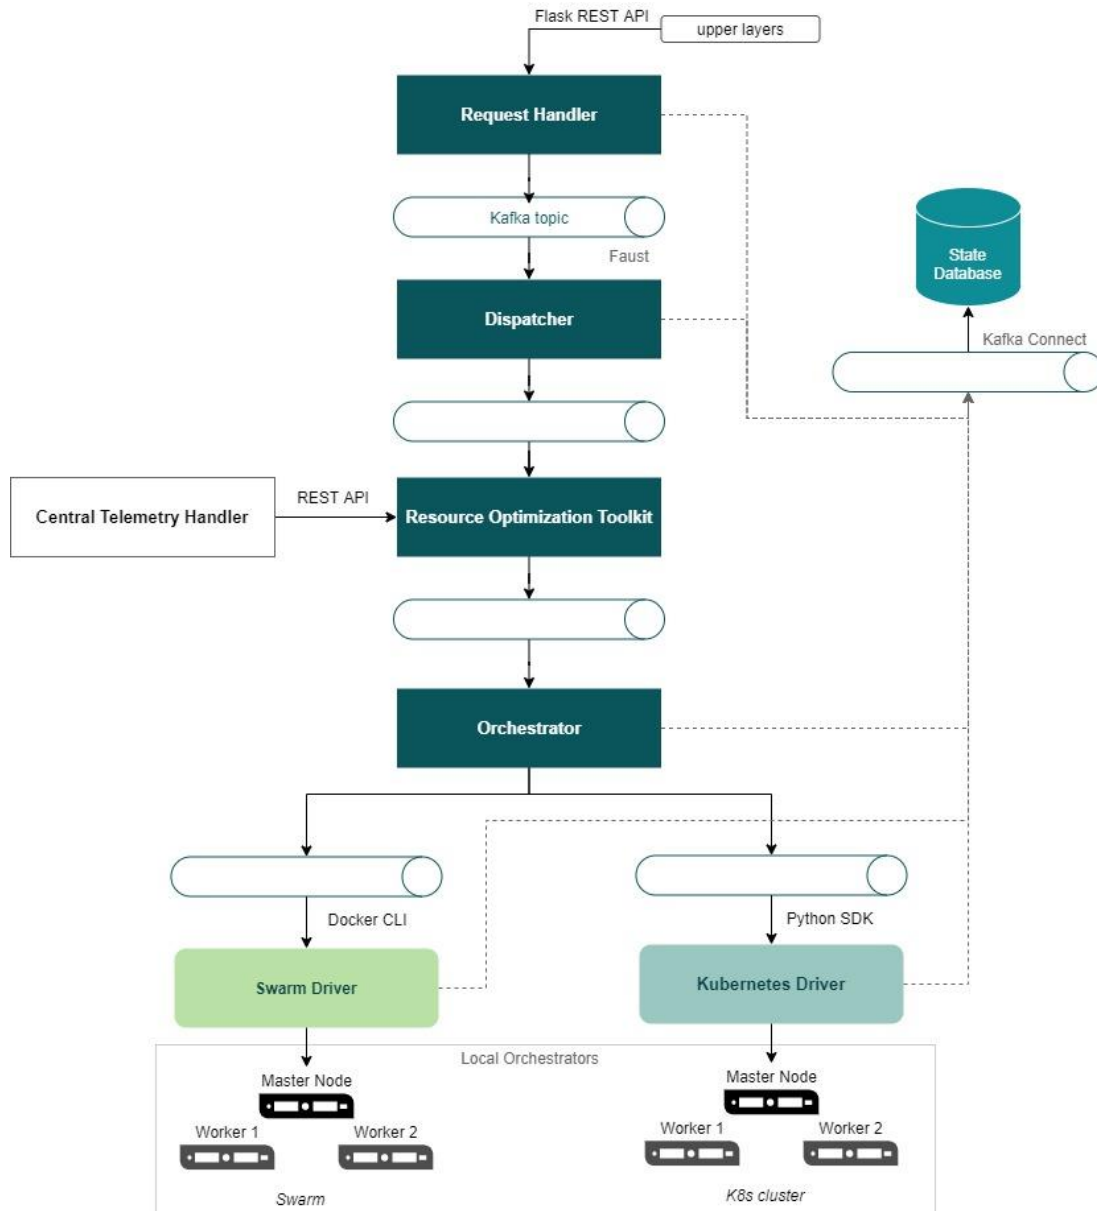 Flask REST API
upper layers
Request Handler
Kafka topic
Faust
State
Database
Dispatcher
Kafka Connect
Central Telemetry Handler
REST API
Resource Optimization Toolkit
Orchestrator
Docker CLI
Python SDK
Swarm Driver
Kubernetes Driver
Local Orchestrators
Master Node
Worker 1
Worker 2
Swarm
Master Node
Worker 1
Worker 2
K8s cluster